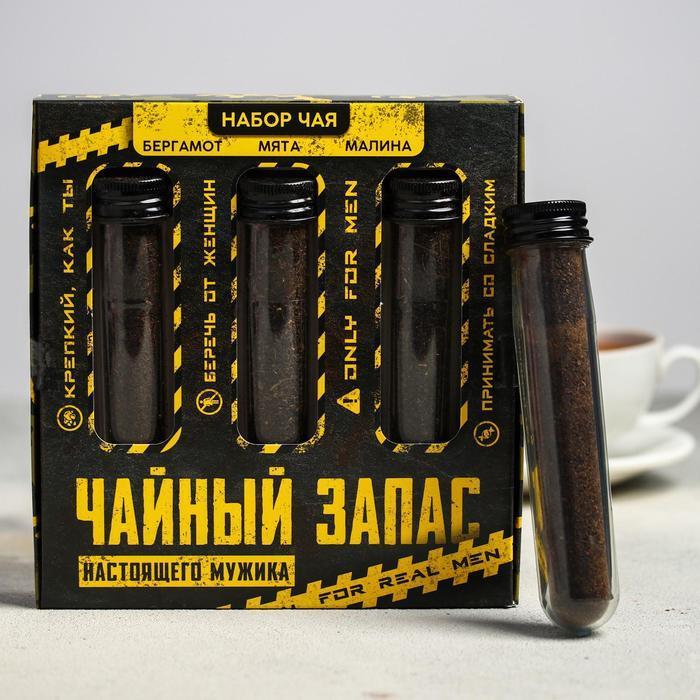 НАБОР ЧАЯ
БЕРГАМОТ МЯТА МАЛИНА
КРЕПКИЙ, КАК ТЫ
БЕРЕЧЬ ОТ ЖЕНЩИН
ONLY FOR MEN
ПРИНИМАТЬ СО СЛАДКИМ
ЧАЙНЫЙ ЗАПАС
НАСТОЯЩЕГО МУЖИКА
FOR REAL MEN